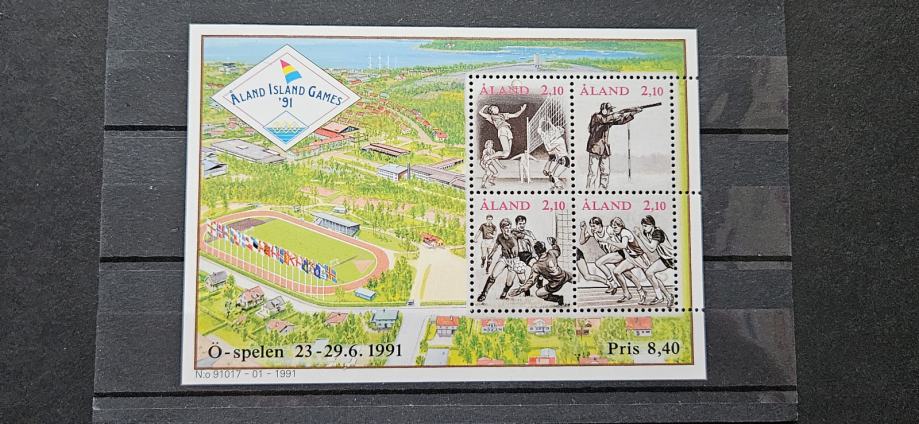 ÅLAND ISLAND GAMES
'91
ÅLAND 2,10
ÅLAND 2,10
ÅLAND 2,10
ÅLAND 2,10
Ö-spelen 23-29.6.1991
Pris 8,40
N:o 91017 - 01 - 1991